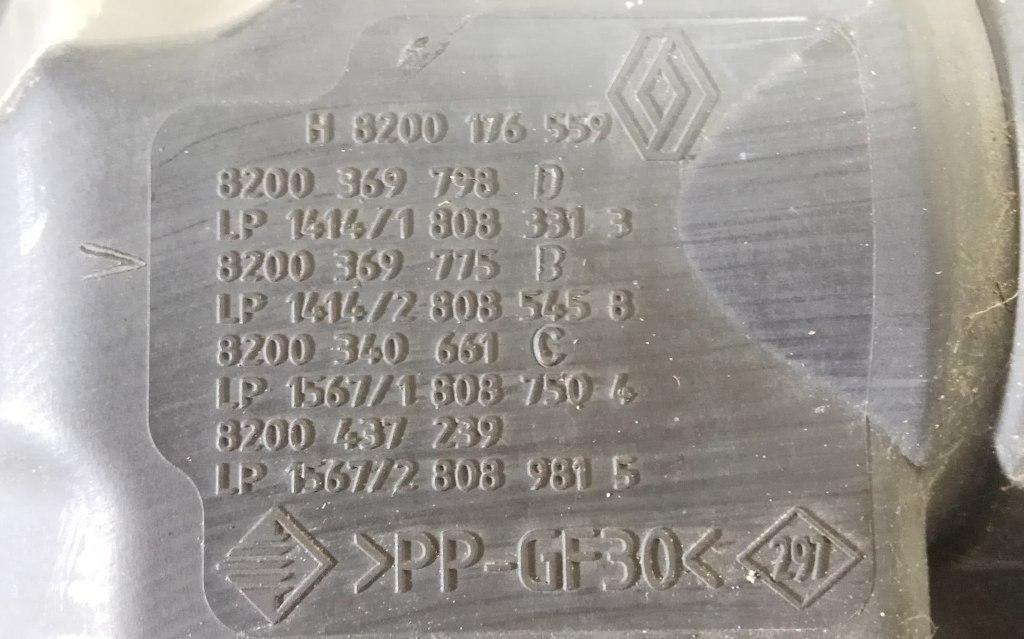 H 8200 176 559
8200 369 798 D
LP 1414/1 808 331 3
8200 369 775 B
LP 1414/2 808 545 8
8200 340 661 C
LP 1567/1 808 750 4
8200 437 239
LP 1567/2 808 981 5
>PP-GF30< 297